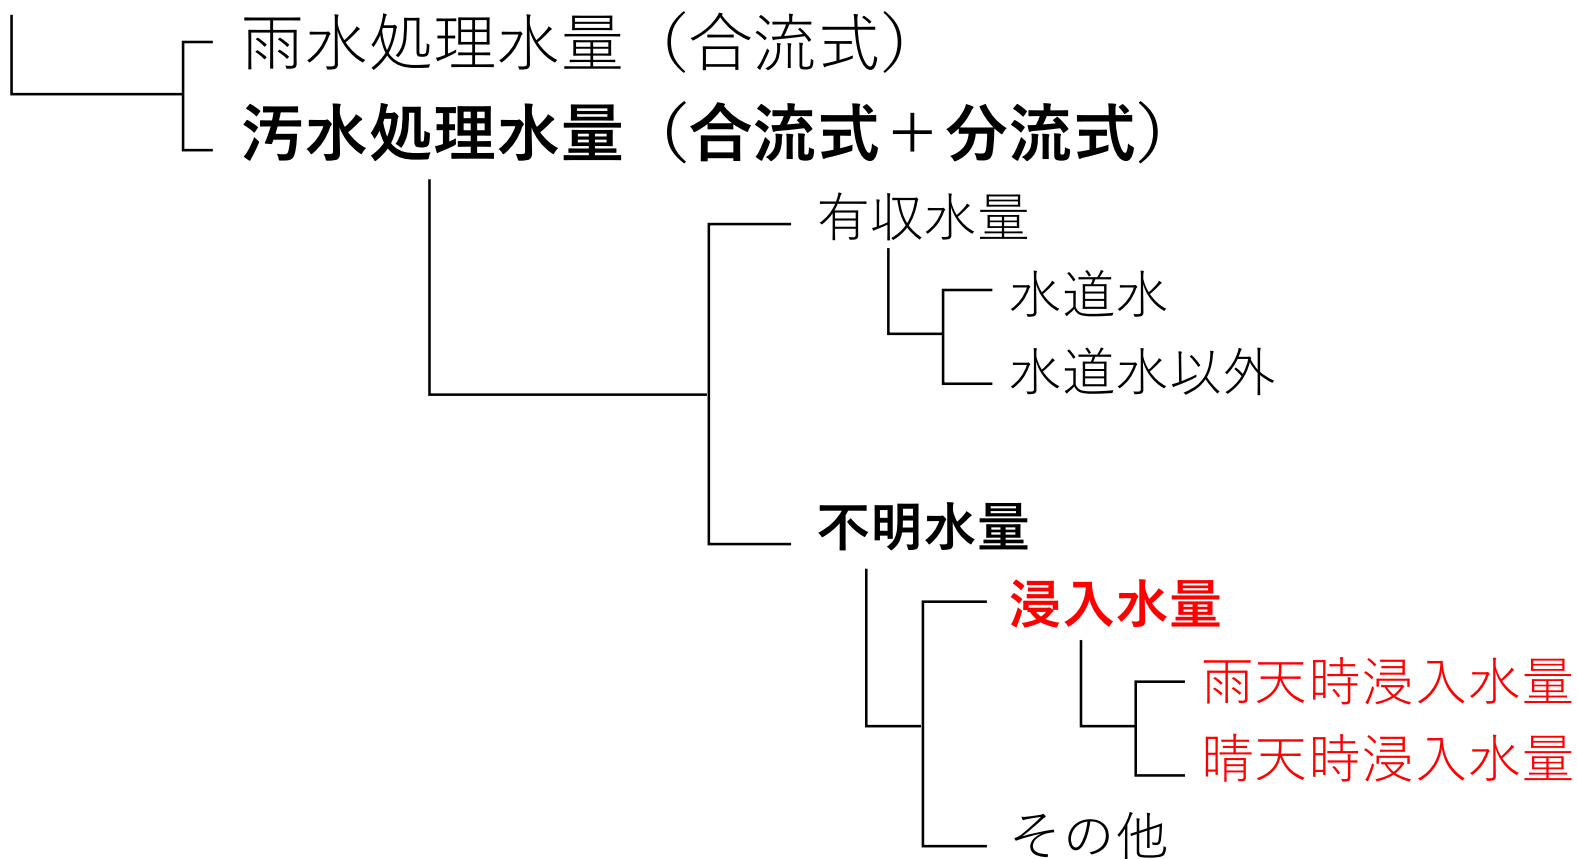 雨水処理水量（合流式）
汚水処理水量（合流式＋分流式）
有収水量
水道水
水道水以外
不明水量
浸入水量
雨天時浸入水量
晴天時浸入水量
その他